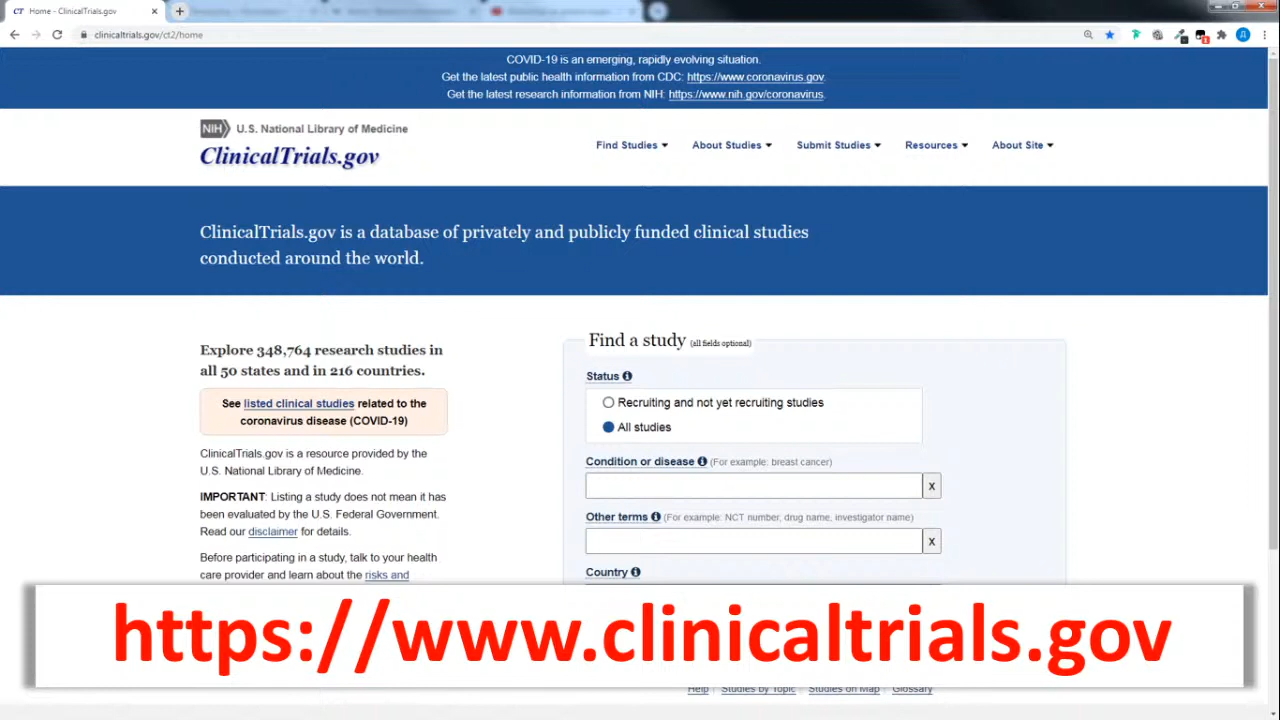 CT Home - ClinicalTrials.gov
clinicaltrials.gov/ct2/home
COVID-19 is an emerging, rapidly evolving situation.
Get the latest public health information from CDC: https://www.coronavirus.gov.
Get the latest research information from NIH: https://www.nih.gov/coronavirus.
NIH U.S. National Library of Medicine
ClinicalTrials.gov
Find Studies About Studies Submit Studies Resources About Site
ClinicalTrials.gov is a database of privately and publicly funded clinical studies
conducted around the world.
Explore 348,764 research studies in
all 50 states and in 216 countries.
See listed clinical studies related to the
coronavirus disease (COVID-19)
ClinicalTrials.gov is a resource provided by the
U.S. National Library of Medicine.
IMPORTANT: Listing a study does not mean it has
been evaluated by the U.S. Federal Government.
Read our disclaimer for details.
Before participating in a study, talk to your health
care provider and learn about the risks and
Find a study (all fields optional)
Status
Recruiting and not yet recruiting studies
All studies
Condition or disease (For example: breast cancer)
X
Other terms (For example: NCT number, drug name, investigator name)
X
Country
https://www.clinicaltrials.gov
Help Studies by Topic Studies on Map Glossary